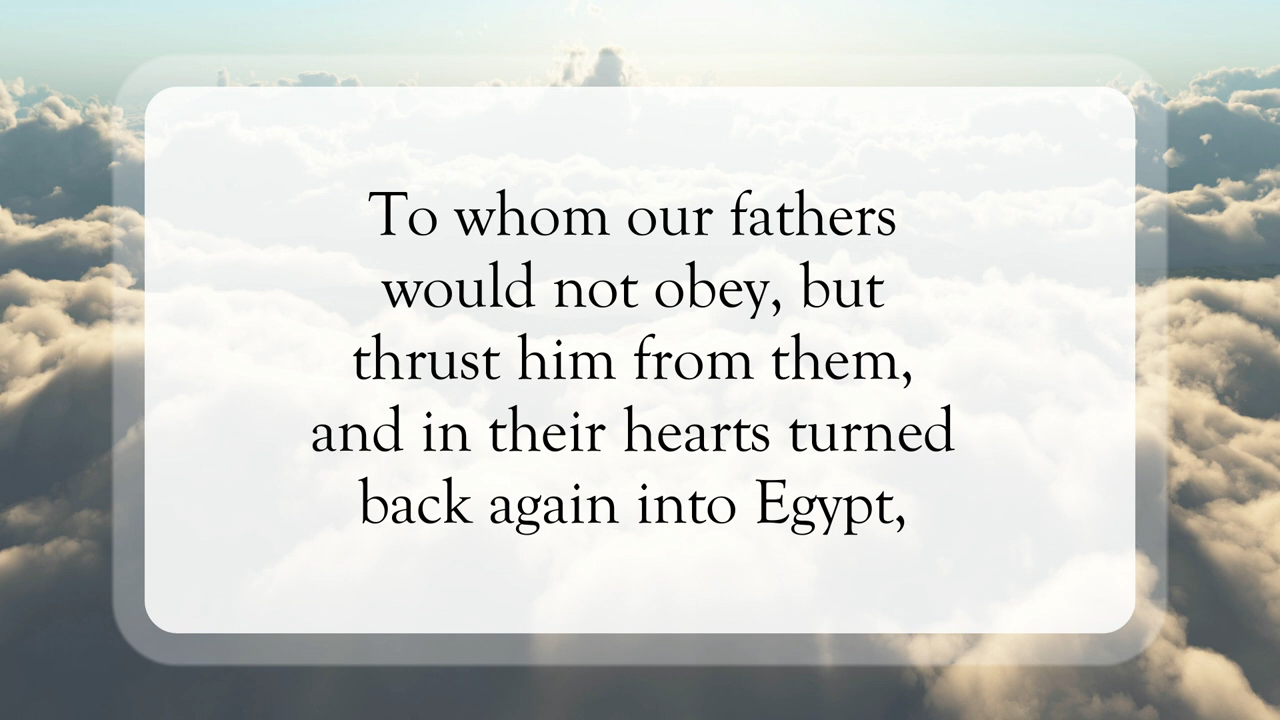 To whom our fathers
would not obey, but
thrust him from them,
and in their hearts turned
back again into Egypt,